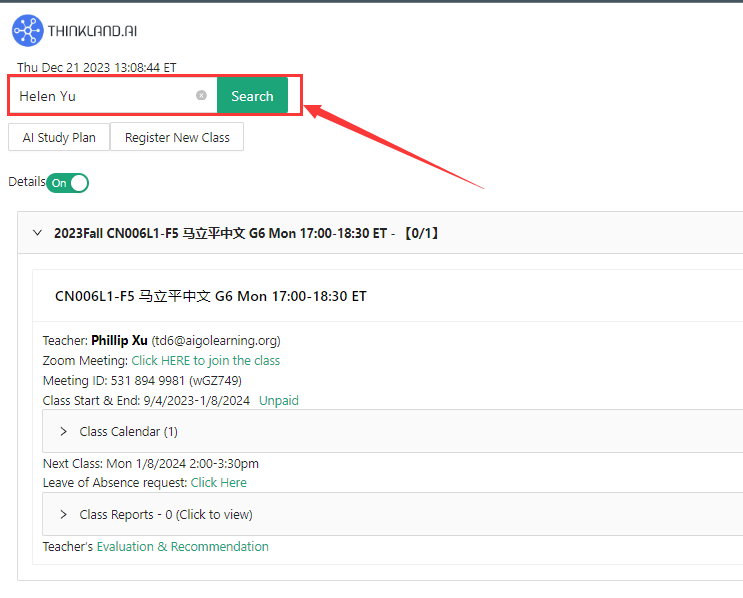 THINKLAND.AI
Thu Dec 21 2023 13:08:44 ET
Helen Yu Search
AI Study Plan Register New Class
Details On
2023Fall CN006L1-F5 马立平中文 G6 Mon 17:00-18:30 ET - 【0/1】
CN006L1-F5 马立平中文 G6 Mon 17:00-18:30 ET
Teacher: Phillip Xu (td6@aigolearning.org)
Zoom Meeting: Click HERE to join the class
Meeting ID: 531 894 9981 (wGZ749)
Class Start & End: 9/4/2023-1/8/2024 Unpaid
Class Calendar (1)
Next Class: Mon 1/8/2024 2:00-3:30pm
Leave of Absence request: Click Here
Class Reports - 0 (Click to view)
Teacher's Evaluation & Recommendation